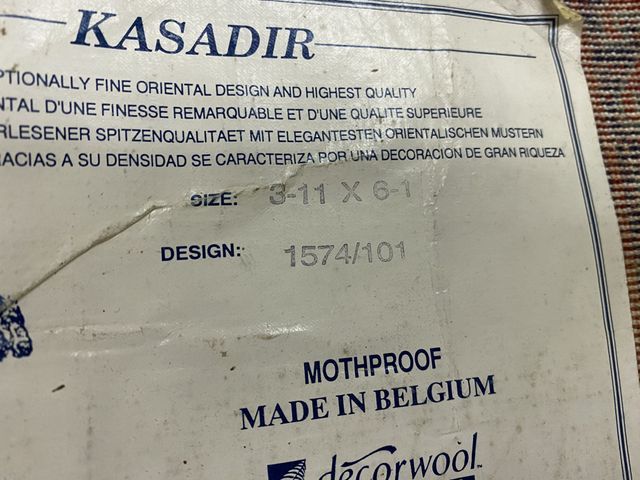 KASADIR
PTIONALLY FINE ORIENTAL DESIGN AND HIGHEST QUALITY
NTAL D'UNE FINESSE REMARQUABLE ET D'UNE QUALITE SUPERIEURE
RLESENER SPITZENQUALITAET MIT ELEGANTESTEN ORIENTALISCHEN MUSTERN
RACIAS A SU DENSIDAD SE CARACTERIZA POR UNA DECORACION DE GRAN RIQUEZA
SIZE: 3-11 X 6-1
DESIGN: 1574/101
MOTHPROOF
MADE IN BELGIUM
decorwool™